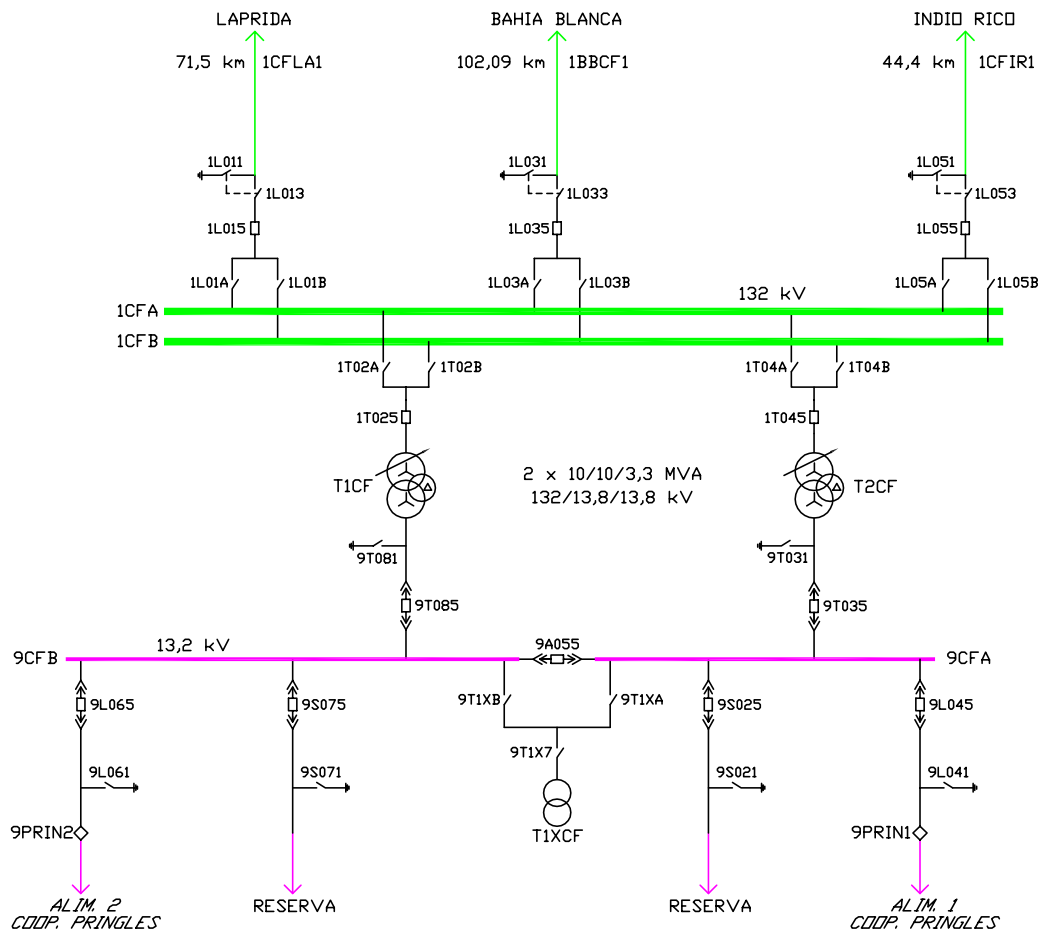 LAPRIDA
BAHIA BLANCA
INDIO RICO
71,5 km
1CFLA1
102,09 km
1BBCF1
44,4 km
1CFIR1
1L011
1L031
1L051
1L013
1L033
1L053
1L015
1L035
1L055
1L01A
1L01B
1L03A
1L03B
1L05A
1L05B
132 kV
1CFA
1CFB
1T02A
1T02B
1T04A
1T04B
1T025
1T045
T1CF
2 x 10/10/3,3 MVA
132/13,8/13,8 kV
T2CF
9T081
9T031
9T085
9T035
13,2 kV
9A055
9CFB
9CFA
9L065
9S075
9T1XB
9T1XA
9S025
9L045
9T1X7
9L061
9S071
9S021
9L041
9PRIN2
T1XCF
9PRIN1
ALIM. 2
COOP. PRINGLES
RESERVA
RESERVA
ALIM. 1
COOP. PRINGLES